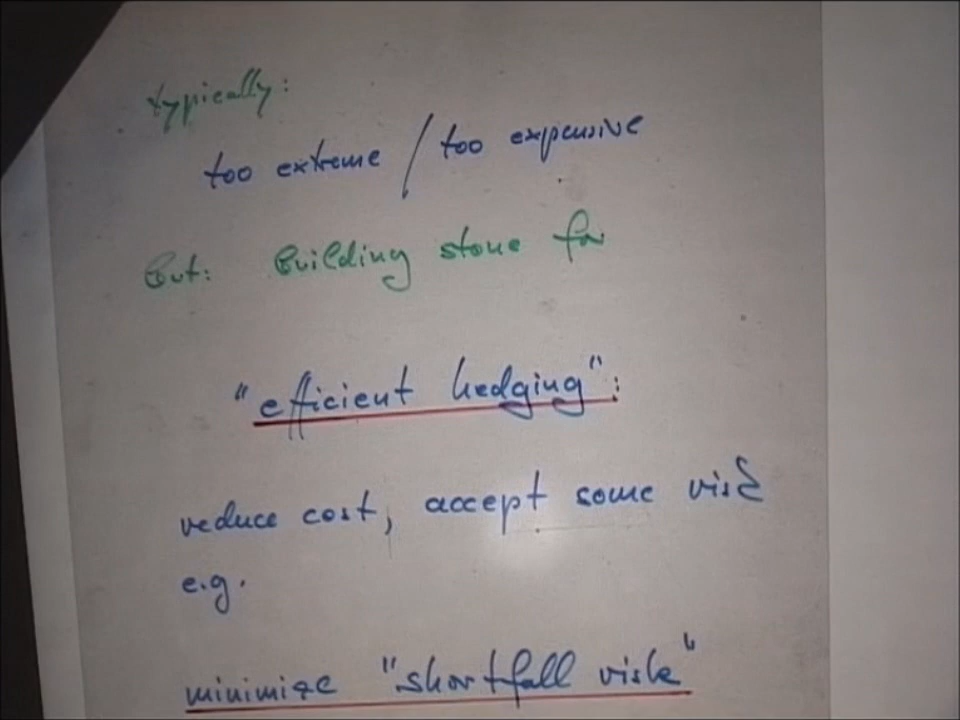 typically:
too extreme / too expensive
but: building stone for
"efficient hedging":
reduce cost, accept some risk
e.g.
minimize "shortfall risk"